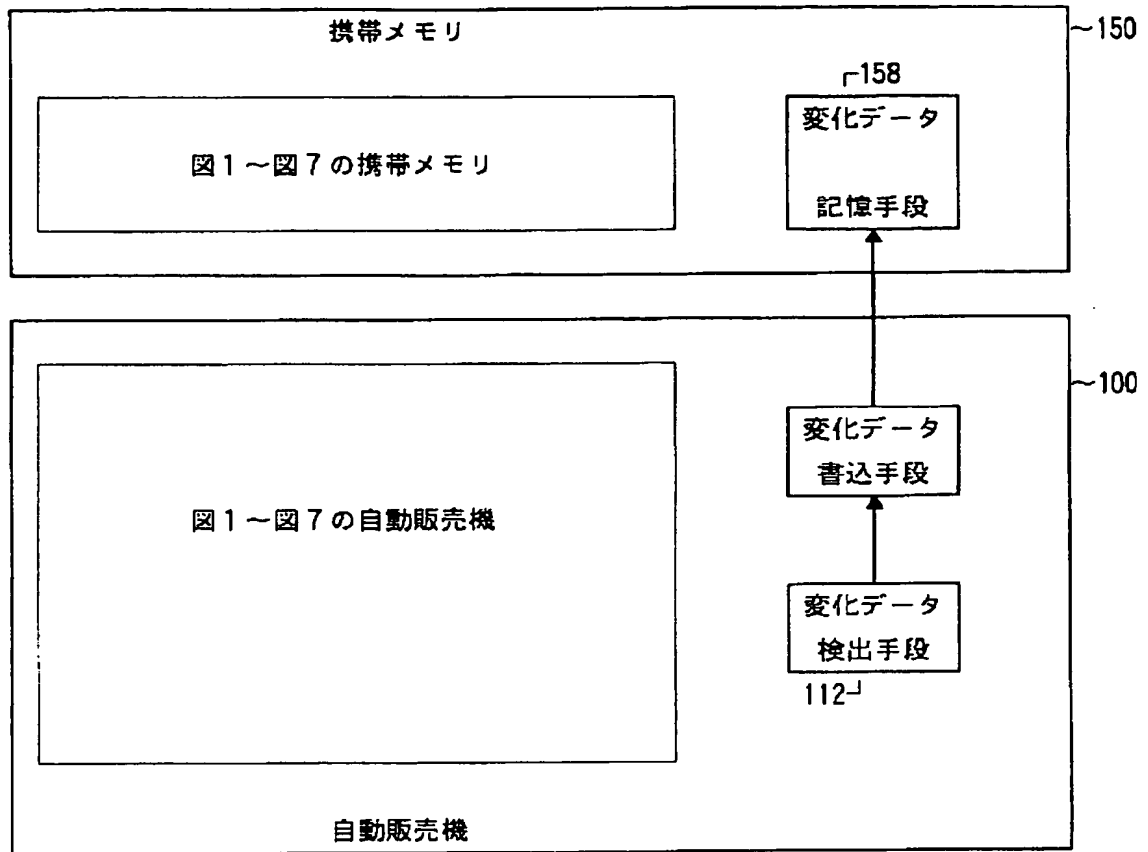 携帯メモリ
~150
158
変化データ
記憶手段
図1~図7の携帯メモリ
~100
変化データ
書込手段
図1~図7の自動販売機
変化データ
検出手段
112
自動販売機